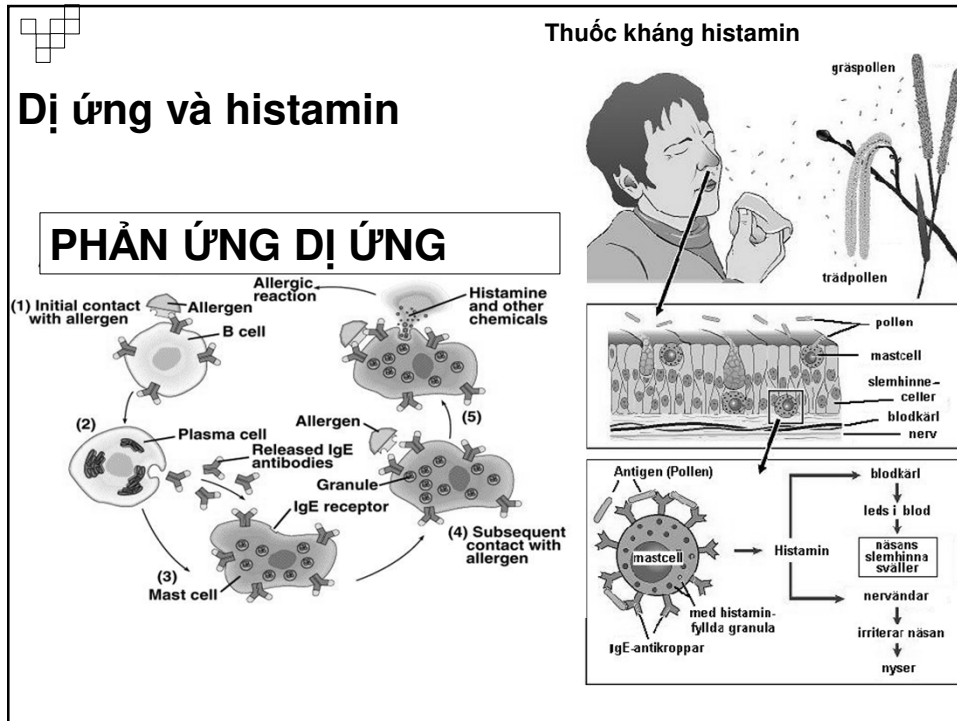 Thuốc kháng histamin
Dị ứng và histamin
PHẢN ỨNG DỊ ỨNG
(1) Initial contact
with allergen
Allergen
B cell
(2)
Plasma cell
Released IgE
antibodies
IgE receptor
(3)
Mast cell
Allergic
reaction
Histamine
and other
chemicals
(5)
Allergen
Granule
(4) Subsequent
contact with
allergen
gräspollen
trädpollen
pollen
mastcell
slemhinne-
celler
blodkärl
nerv
Antigen (Pollen)
mastcell
med histamin-
fyllda granula
IgE-antikroppar
Histamin
blodkärl
leds i blod
näsans
slemhinna
sväller
nervändar
irriterar näsan
nyser